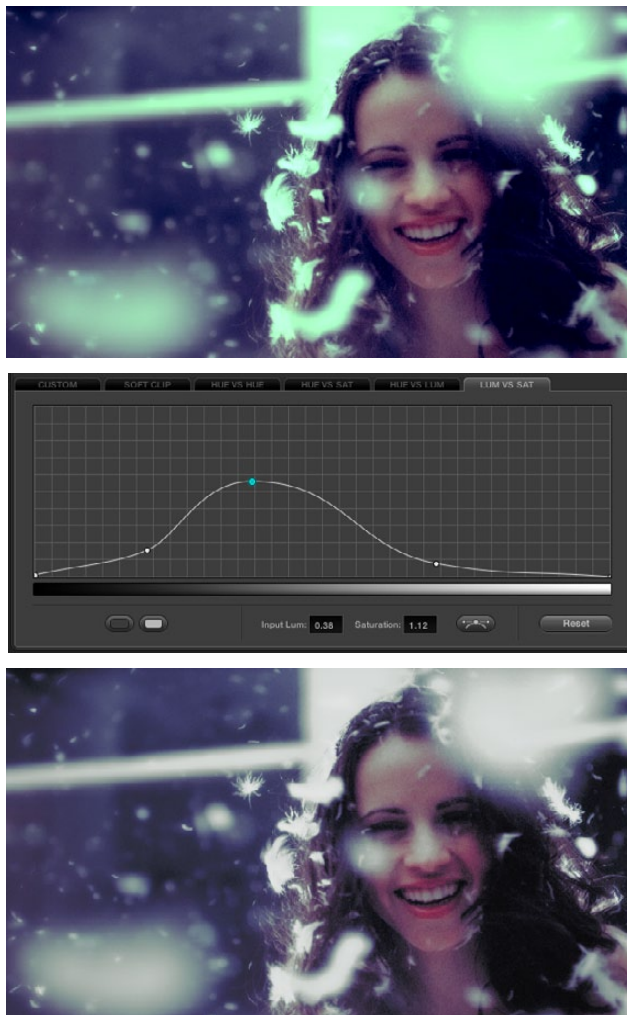 CUSTOM SOFT CLIP HUE VS HUE HUE VS SAT HUE VS LUM LUM VS SAT
Input Lum: 0.38 Saturation: 1.12 Reset